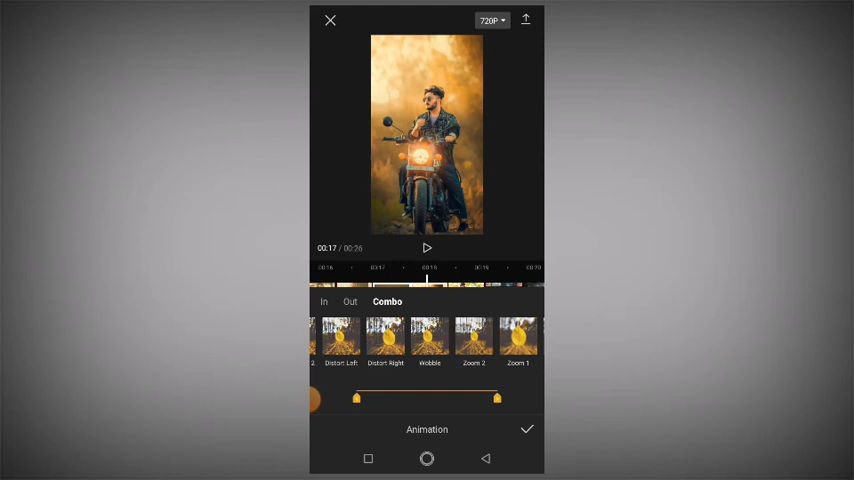 720P
00:17 / 00:26
00:16 00:17 00:18 00:19 00:20
In Out Combo
2 Distort Left Distort Right Wobble Zoom 2 Zoom 1
Animation